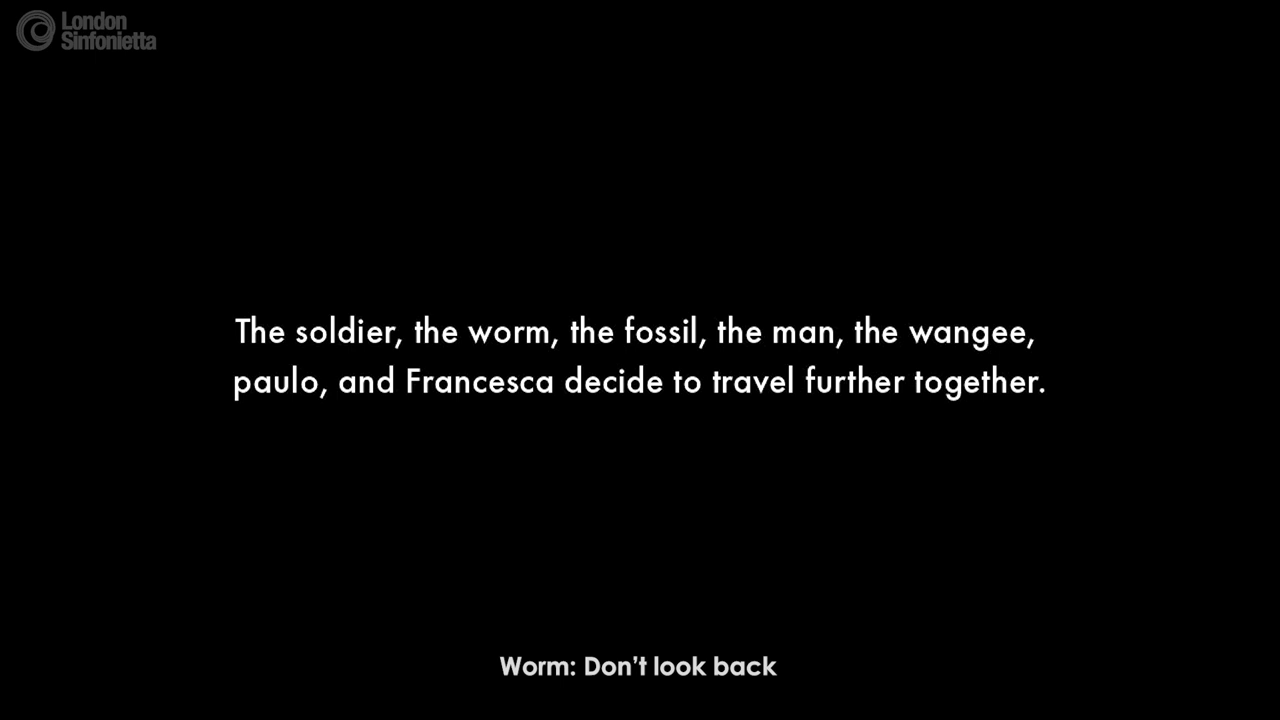 London
Sinfonietta
The soldier, the worm, the fossil, the man, the wangee,
paulo, and Francesca decide to travel further together.
Worm: Don't look back